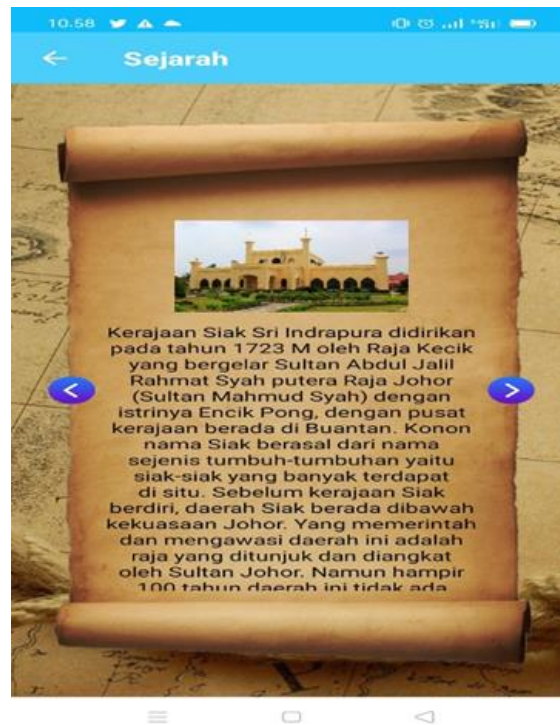 10.58
Sejarah
Kerajaan Siak Sri Indrapura didirikan
pada tahun 1723 M oleh Raja Kecik
yang bergelar Sultan Abdul Jalil
Rahmat Syah putera Raja Johor
(Sultan Mahmud Syah) dengan
istrinya Encik Pong, dengan pusat
kerajaan berada di Buantan. Konon
nama Siak berasal dari nama
sejenis tumbuh-tumbuhan yaitu
siak-siak yang banyak terdapat
di situ. Sebelum kerajaan Siak
berdiri, daerah Siak berada dibawah
kekuasaan Johor. Yang memerintah
dan mengawasi daerah ini adalah
raja yang ditunjuk dan diangkat
oleh Sultan Johor. Namun hampir
100 tahun daerah ini tidak ada